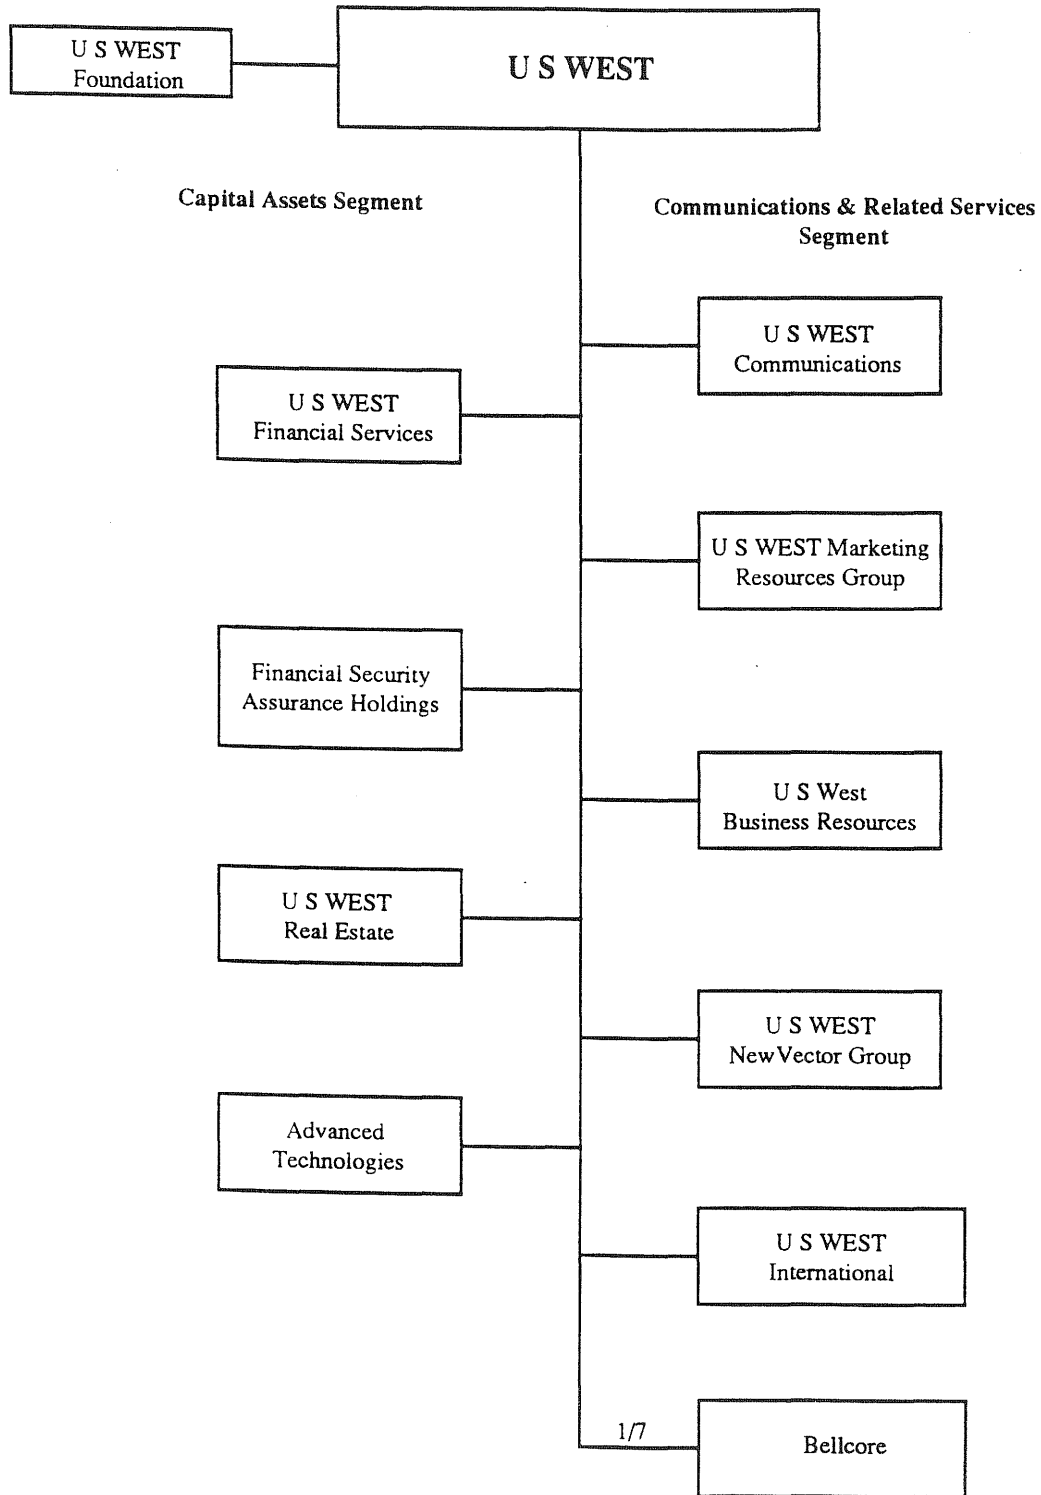 U S WEST
Foundation
U S WEST
Capital Assets Segment
Communications & Related Services
Segment
U S WEST
Communications
U S WEST
Financial Services
U S WEST Marketing
Resources Group
Financial Security
Assurance Holdings
U S West
Business Resources
U S WEST
Real Estate
U S WEST
NewVector Group
Advanced
Technologies
U S WEST
International
1/7
Bellcore